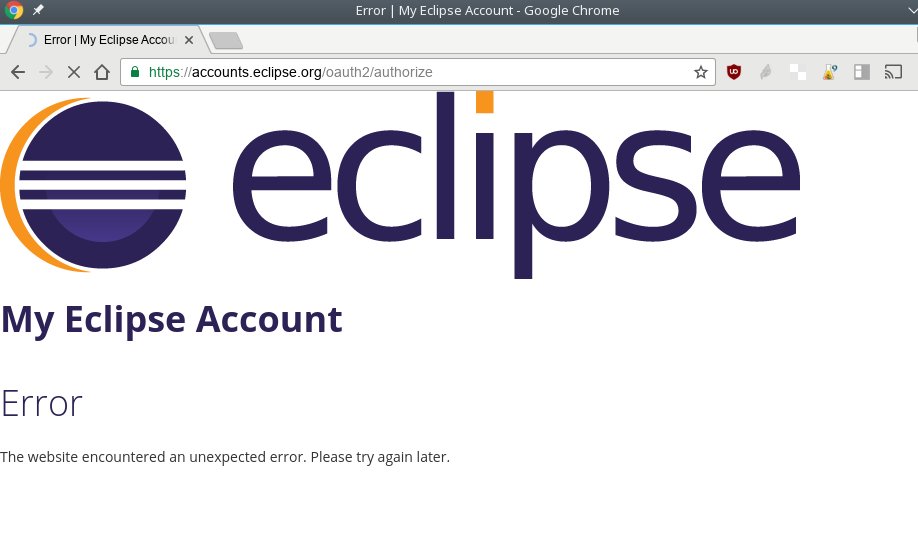 Error | My Eclipse Account - Google Chrome
Error | My Eclipse Accou
https://accounts.eclipse.org/oauth2/authorize
eclipse
My Eclipse Account
Error
The website encountered an unexpected error. Please try again later.